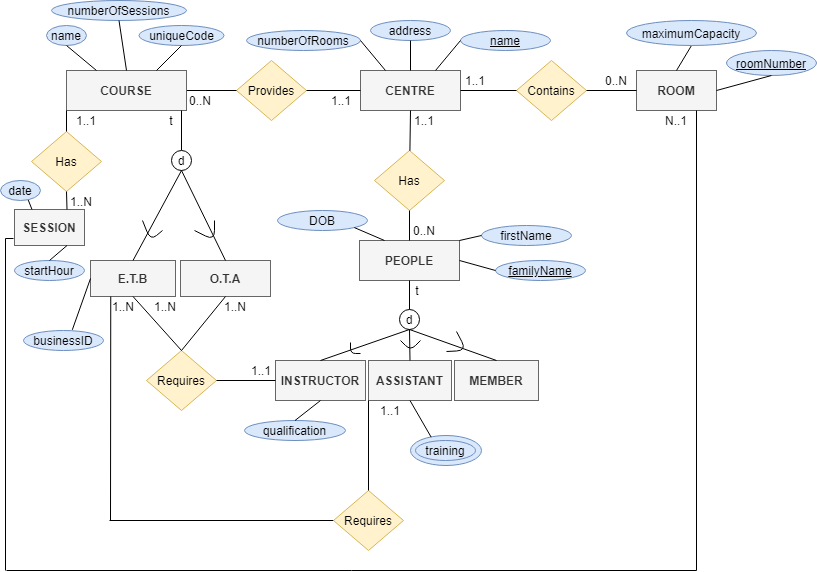 numberOfSessions
name
uniqueCode
numberOfRooms
address
name
maximumCapacity
roomNumber
COURSE
0..N
Provides
1..1
CENTRE
1..1
Contains
0..N
ROOM
1..1
t
1..1
N..1
Has
d
Has
date
1..N
SESSION
DOB
0..N
firstName
startHour
PEOPLE
familyName
E.T.B
O.T.A
t
1..N
1..N
1..N
d
businessID
Requires
1..1
INSTRUCTOR
ASSISTANT
MEMBER
1..1
qualification
training
Requires